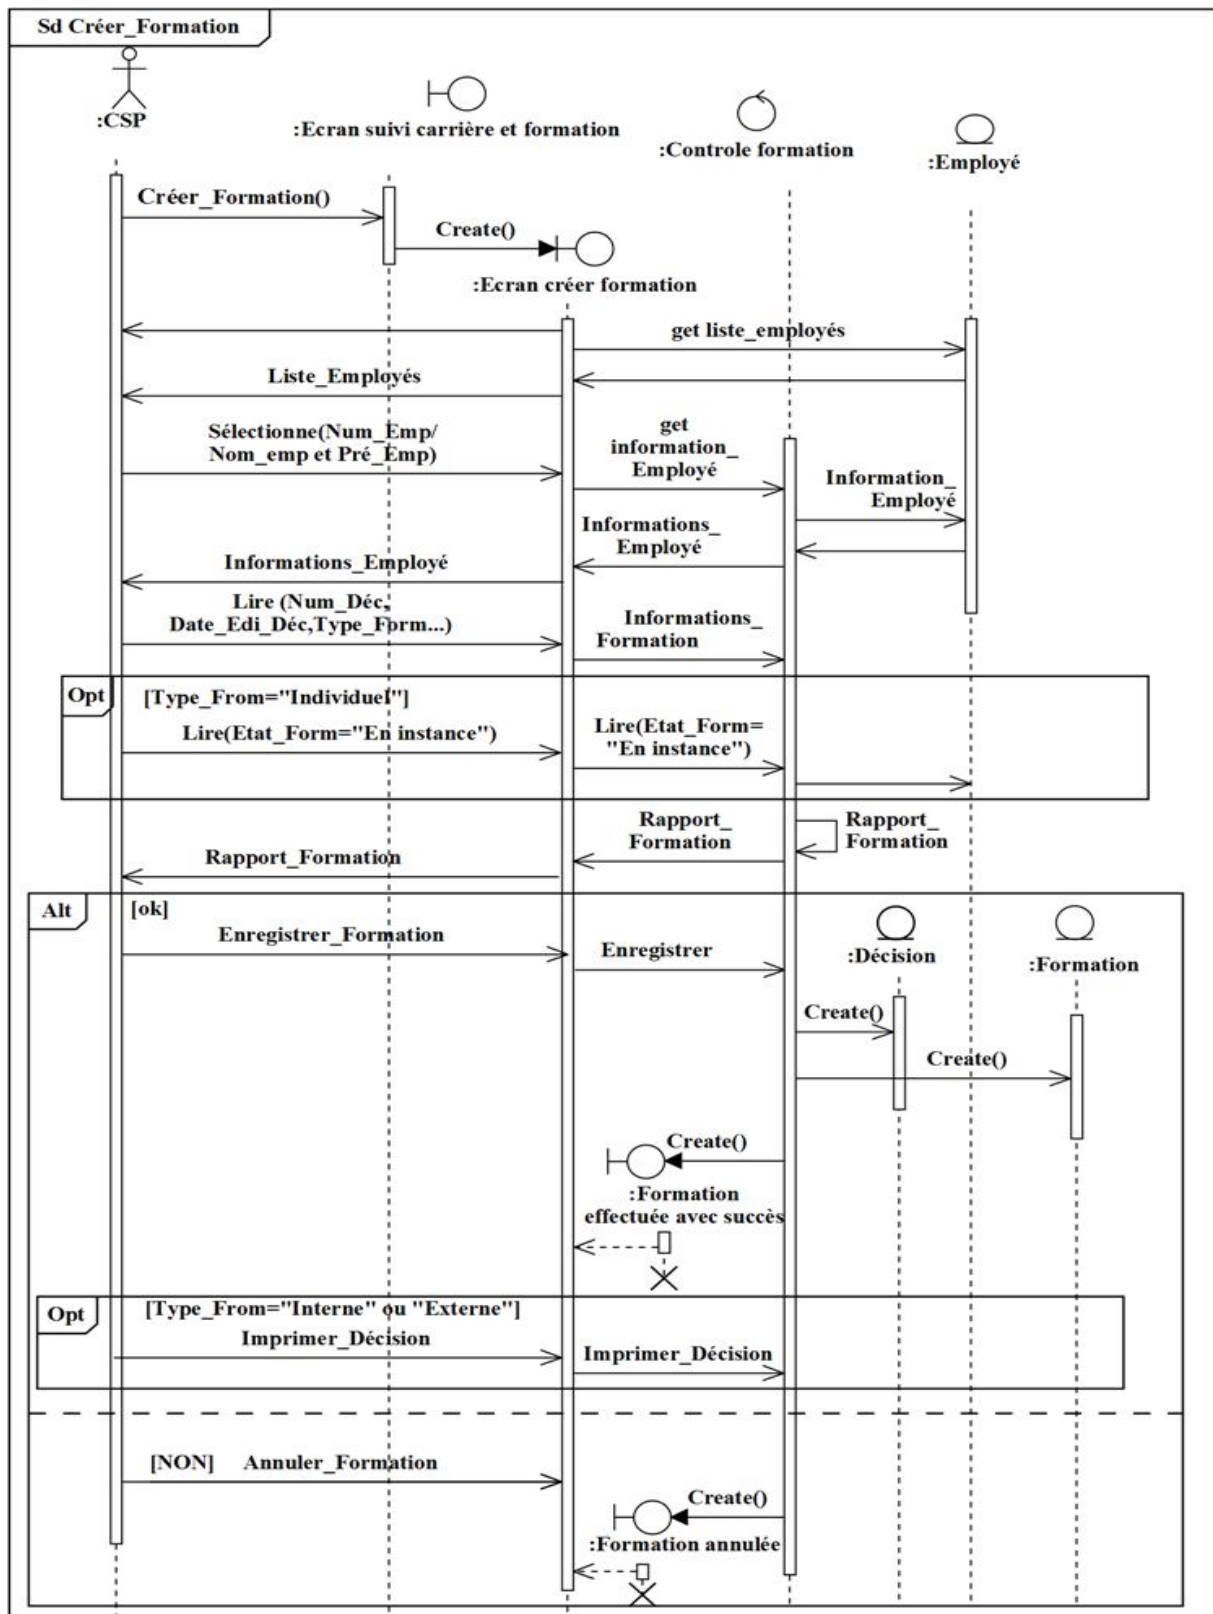 Sd Créer_Formation
:CSP
:Ecran suivi carrière et formation
:Controle formation
:Employé
Créer_Formation()
Create()
:Ecran créer formation
get liste_employés
Liste_Employés
Sélectionne(Num_Emp/
Nom_emp et Pré_Emp)
get
information_
Employé
Information_
Employé
Informations_
Employé
Informations_Employé
Lire (Num_Déc,
Date_Edi_Déc,Type_Form...)
Informations_
Formation
Opt
[Type_From="Individuel"]
Lire(Etat_Form="En instance")
Lire(Etat_Form=
"En instance")
Rapport_
Formation
Rapport_
Formation
Rapport_Formation
Alt
[ok]
Enregistrer_Formation
Enregistrer
:Décision
:Formation
Create()
Create()
Create()
:Formation
effectuée avec succès
Opt
[Type_From="Interne" ou "Externe"]
Imprimer_Décision
Imprimer_Décision
[NON] Annuler_Formation
Create()
:Formation annulée